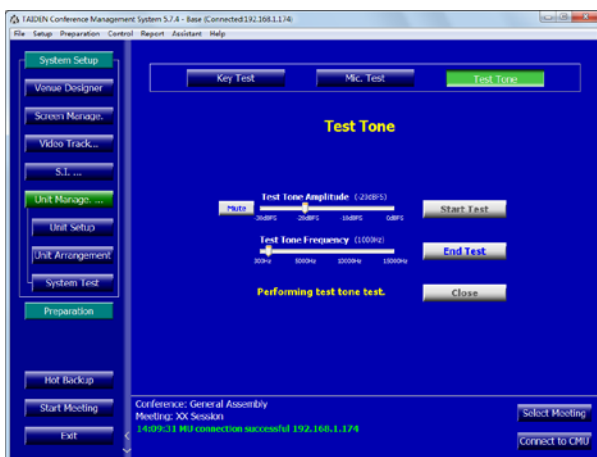 TAIDEN Conference Management System 5.7.4 - Base (Connected:192.168.1.174)
File Setup Preparation Control Report Assistant Help
System Setup
Venue Designer
Screen Manage.
Video Track...
S.I. ...
Unit Manage. ...
Unit Setup
Unit Arrangement
System Test
Preparation
Hot Backup
Start Meeting
Exit
Key Test
Mic. Test
Test Tone
Test Tone
Test Tone Amplitude (-20dBFS)
Mute
-30dBFS -20dBFS -10dBFS 0dBFS
Start Test
Test Tone Frequency (1000Hz)
300Hz 5000Hz 10000Hz 15000Hz
End Test
Performing test tone test.
Close
Conference: General Assembly
Meeting: XX Session
14:09:31 MU connection successful 192.168.1.174
Select Meeting
Connect to CMU